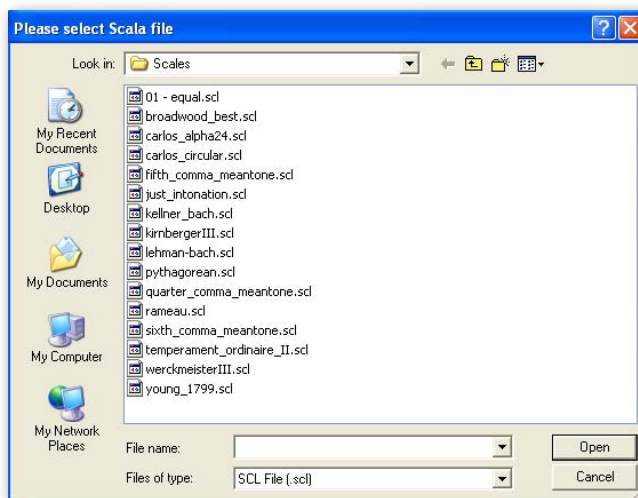 Please select Scala file
Look in: Scales
My Recent
Documents
Desktop
My Documents
My Computer
My Network
Places
01 - equal.scl
broadwood_best.scl
carlos_alpha24.scl
carlos_circular.scl
fifth_comma_meantone.scl
just_intonation.scl
kellner_bach.scl
kirnbergerIII.scl
lehman-bach.scl
pythagorean.scl
quarter_comma_meantone.scl
rameau.scl
sixth_comma_meantone.scl
temperament_ordinaire_II.scl
werckmeisterIII.scl
young_1799.scl
File name:
Open
Files of type: SCL File (.scl)
Cancel